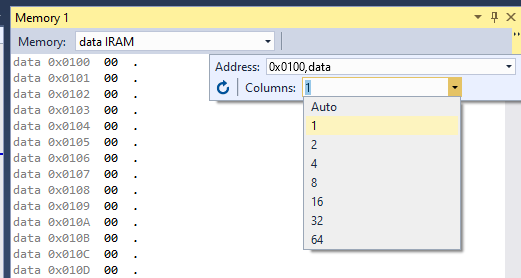 Memory 1
Memory: data IRAM
Address: 0x0100,data
Columns: 1
Auto
1
2
4
8
16
32
64
data 0x0100 00 .
data 0x0101 00 .
data 0x0102 00 .
data 0x0103 00 .
data 0x0104 00 .
data 0x0105 00 .
data 0x0106 00 .
data 0x0107 00 .
data 0x0108 00 .
data 0x0109 00 .
data 0x010A 00 .
data 0x010B 00 .
data 0x010C 00 .
data 0x010D 00 .